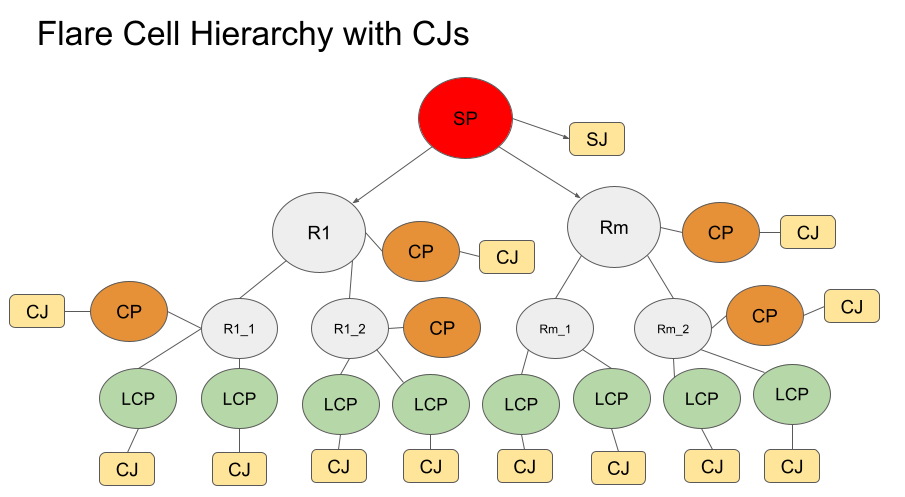 Flare Cell Hierarchy with CJs
SP
SJ
R1
CP
CJ
Rm
CP
CJ
CJ
CP
R1_1
R1_2
CP
Rm_1
Rm_2
CP
CJ
LCP
LCP
LCP
LCP
LCP
LCP
LCP
LCP
CJ
CJ
CJ
CJ
CJ
CJ
CJ
CJ